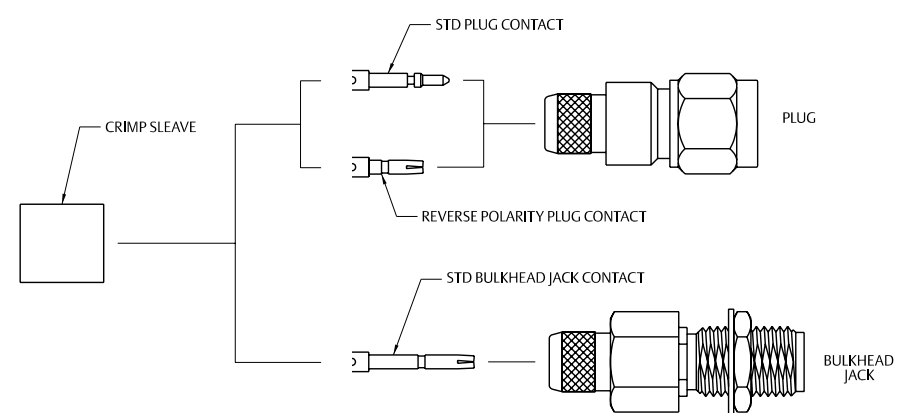 STD PLUG CONTACT
PLUG
CRIMP SLEAVE
REVERSE POLARITY PLUG CONTACT
STD BULKHEAD JACK CONTACT
BULKHEAD
JACK